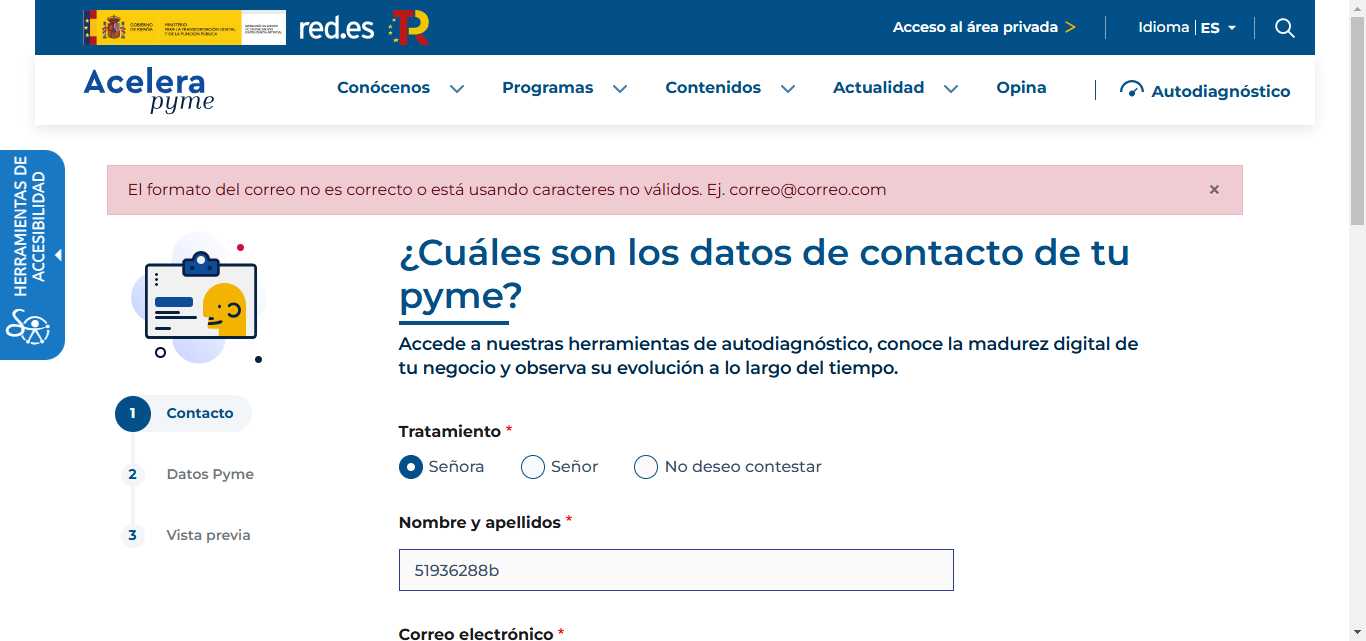 GOBIERNO DE ESPAÑA
MINISTERIO PARA LA TRANSFORMACIÓN DIGITAL Y DE LA FUNCIÓN PÚBLICA
red.es
Acceso al área privada >
Idioma | ES
Acelera pyme
Conócenos
Programas
Contenidos
Actualidad
Opina
Autodiagnóstico
HERRAMIENTAS DE
ACCESIBILIDAD
El formato del correo no es correcto o está usando caracteres no válidos. Ej. correo@correo.com
×
¿Cuáles son los datos de contacto de tu
pyme?
Accede a nuestras herramientas de autodiagnóstico, conoce la madurez digital de
tu negocio y observa su evolución a lo largo del tiempo.
1 Contacto
2 Datos Pyme
3 Vista previa
Tratamiento *
Señora
Señor
No deseo contestar
Nombre y apellidos *
51936288b
Correo electrónico *